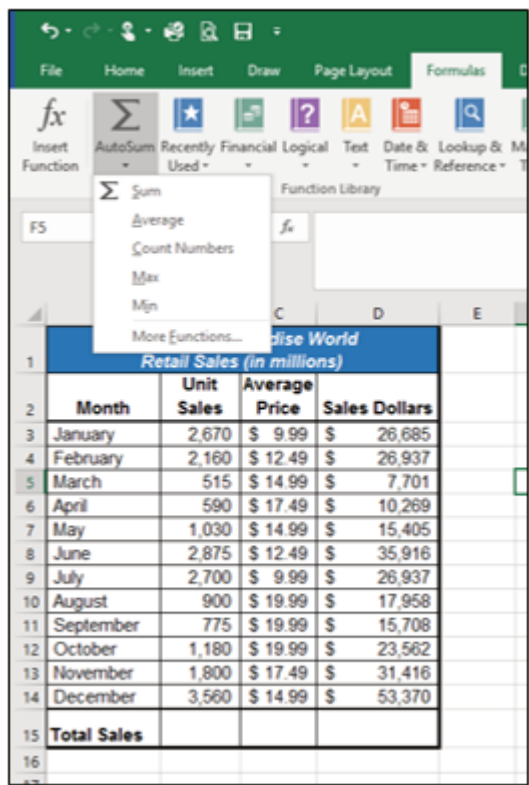 File Home Insert Draw Page Layout Formulas
fx Σ ? A
Insert AutoSum Recently Financial Logical Text Date & Lookup &
Function Used Time Reference
Σ Sum Function Library
Average
F5 fx
Count Numbers
Max
Min
C D E
More Functions...
dise World
1 Retail Sales (in millions)
2 Month Unit Sales Average Price Sales Dollars
3 January 2,670 $ 9.99 $ 26,685
4 February 2,160 $ 12.49 $ 26,937
5 March 515 $ 14.99 $ 7,701
6 April 590 $ 17.49 $ 10,269
7 May 1,030 $ 14.99 $ 15,405
8 June 2,875 $ 12.49 $ 35,916
9 July 2,700 $ 9.99 $ 26,937
10 August 900 $ 19.99 $ 17,958
11 September 775 $ 19.99 $ 15,708
12 October 1,180 $ 19.99 $ 23,562
13 November 1,800 $ 17.49 $ 31,416
14 December 3,560 $ 14.99 $ 53,370
15 Total Sales
16